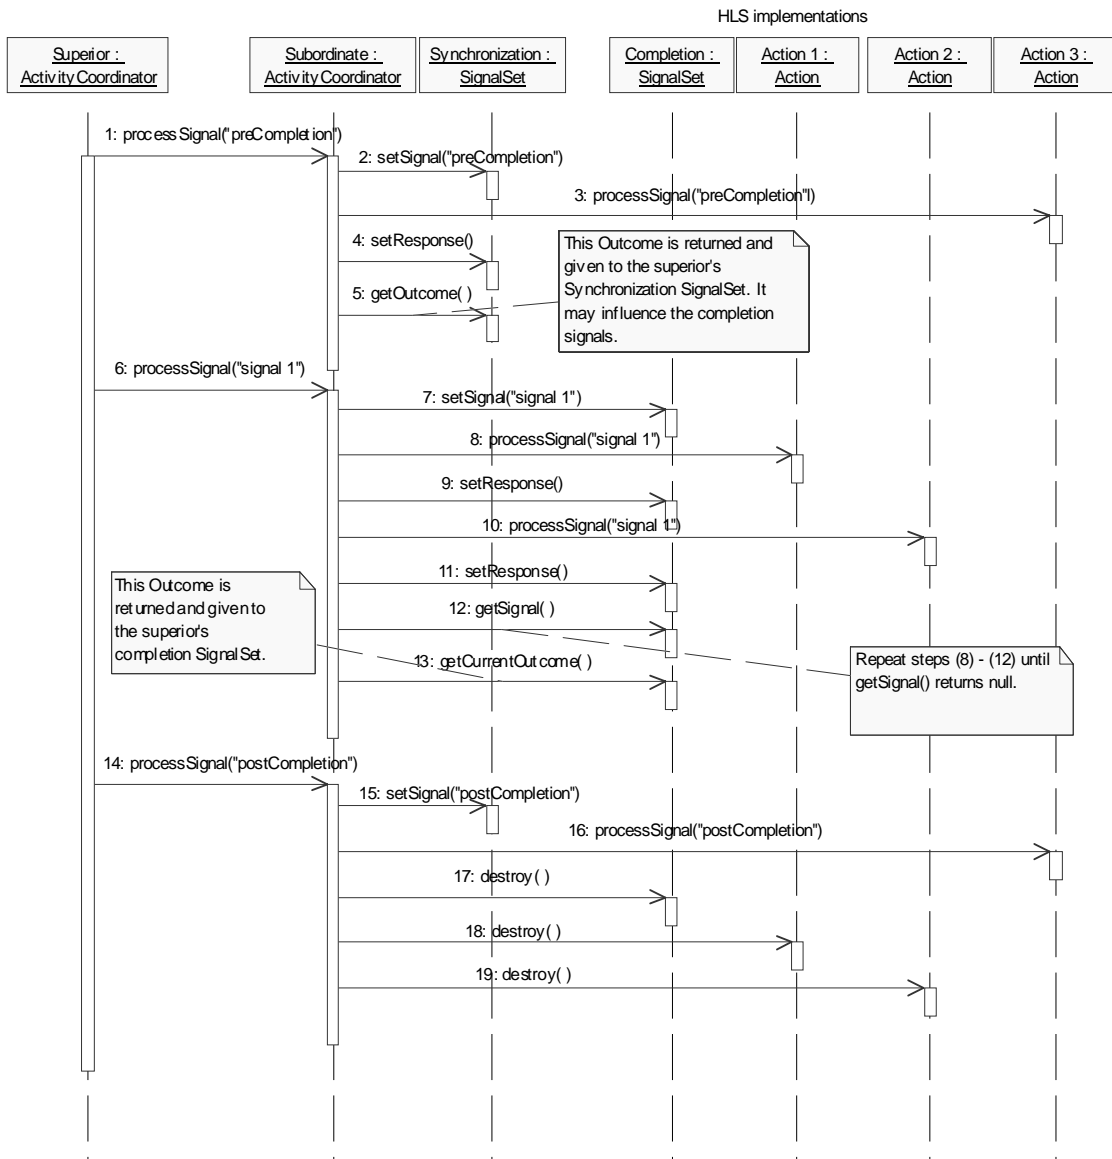 HLS implementations
Superior :
ActivityCoordinator
Subordinate :
ActivityCoordinator
Synchronization :
SignalSet
Completion :
SignalSet
Action 1 :
Action
Action 2 :
Action
Action 3 :
Action
1: processSignal("preCompletion")
2: setSignal("preCompletion")
3: processSignal("preCompletion"l)
4: setResponse()
This Outcome is returned and
given to the superior's
Synchronization SignalSet. It
may influence the completion
signals.
5: getOutcome( )
6: processSignal("signal 1")
7: setSignal("signal 1")
8: processSignal("signal 1")
9: setResponse()
10: processSignal("signal 1")
11: setResponse()
This Outcome is
returned and given to
the superior's
completion SignalSet.
12: getSignal( )
13: getCurrentOutcome( )
Repeat steps (8) - (12) until
getSignal() returns null.
14: processSignal("postCompletion")
15: setSignal("postCompletion")
16: processSignal("postCompletion")
17: destroy( )
18: destroy( )
19: destroy( )